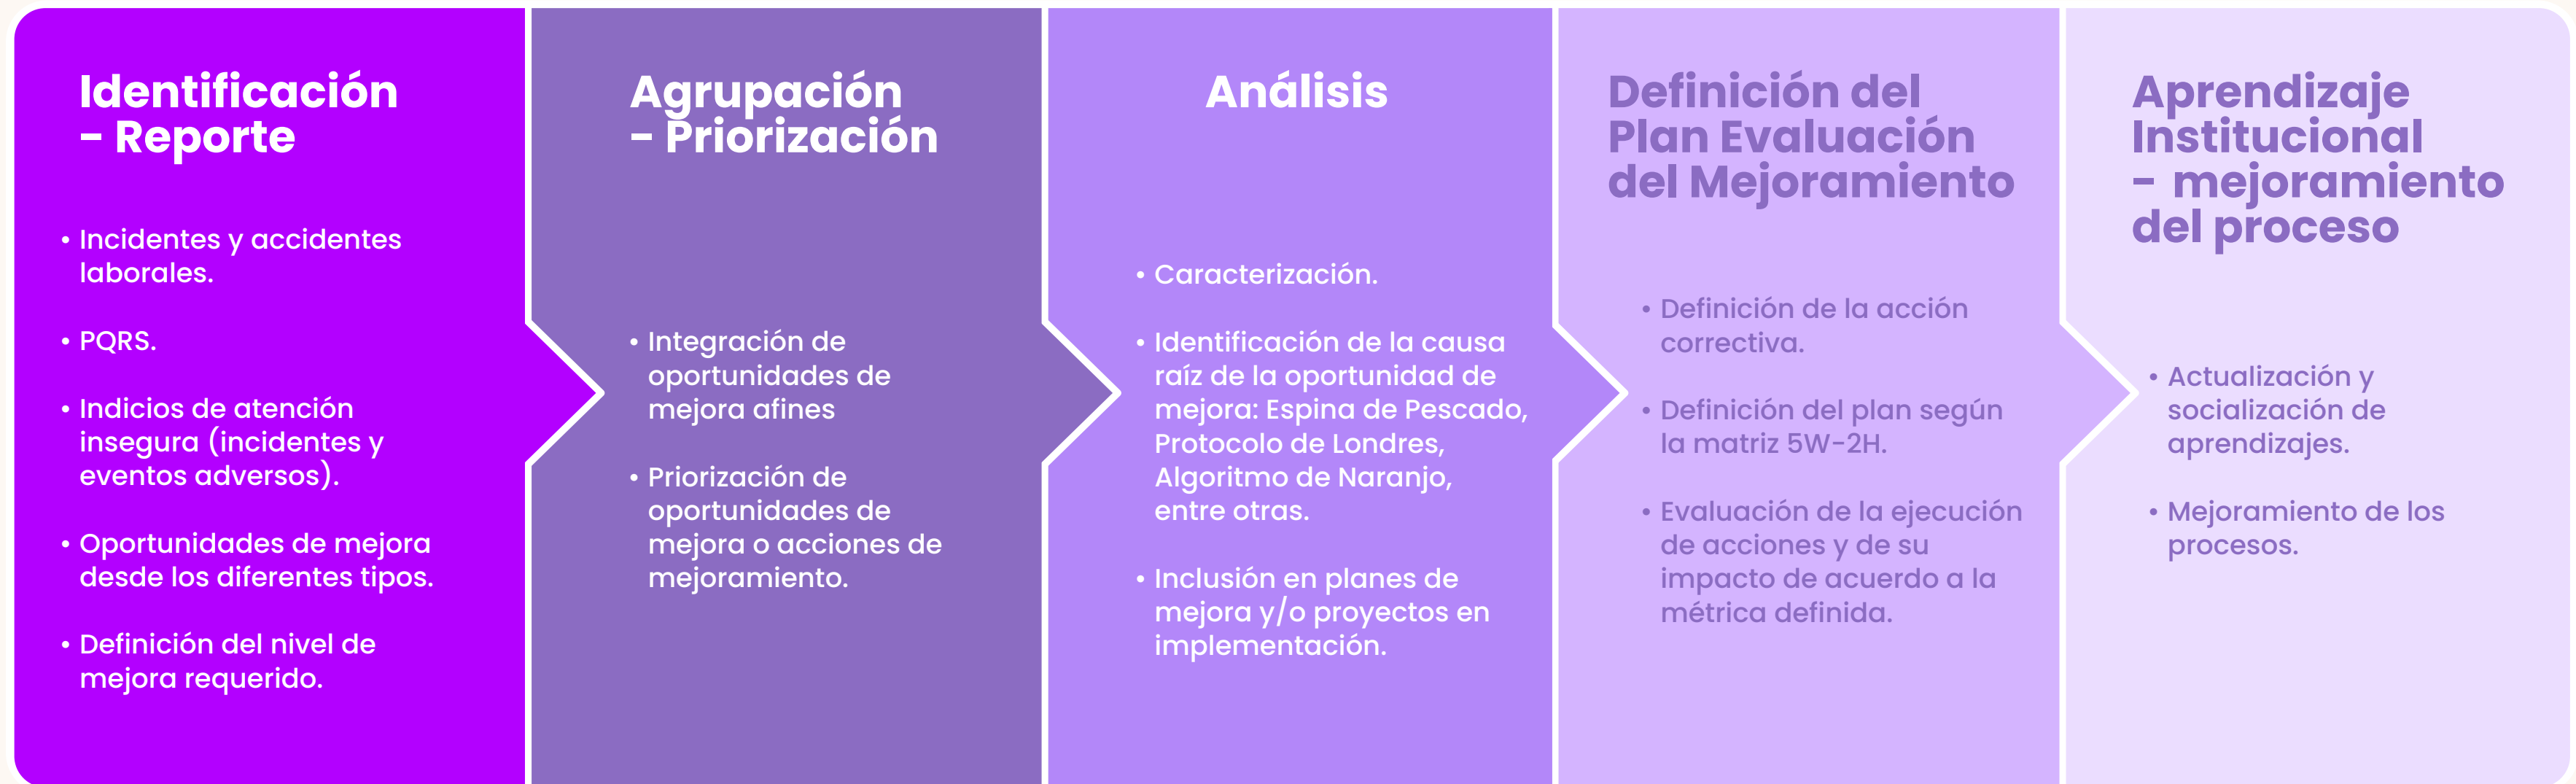 Identificación
- Reporte
• Incidentes y accidentes
laborales.
• PQRS.
• Indicios de atención
insegura (incidentes y
eventos adversos).
• Oportunidades de mejora
desde los diferentes tipos.
• Definición del nivel de
mejora requerido.
Agrupación
- Priorización
• Integración de
oportunidades de
mejora afines
• Priorización de
oportunidades de
mejora o acciones de
mejoramiento.
Análisis
• Caracterización.
• Identificación de la causa
raíz de la oportunidad de
mejora: Espina de Pescado,
Protocolo de Londres,
Algoritmo de Naranjo,
entre otras.
• Inclusión en planes de
mejora y/o proyectos en
implementación.
Definición del
Plan Evaluación
del Mejoramiento
• Definición de la acción
correctiva.
• Definición del plan según
la matriz 5W-2H.
• Evaluación de la ejecución
de acciones y de su
impacto de acuerdo a la
métrica definida.
Aprendizaje
Institucional
- mejoramiento
del proceso
• Actualización y
socialización de
aprendizajes.
• Mejoramiento de los
procesos.